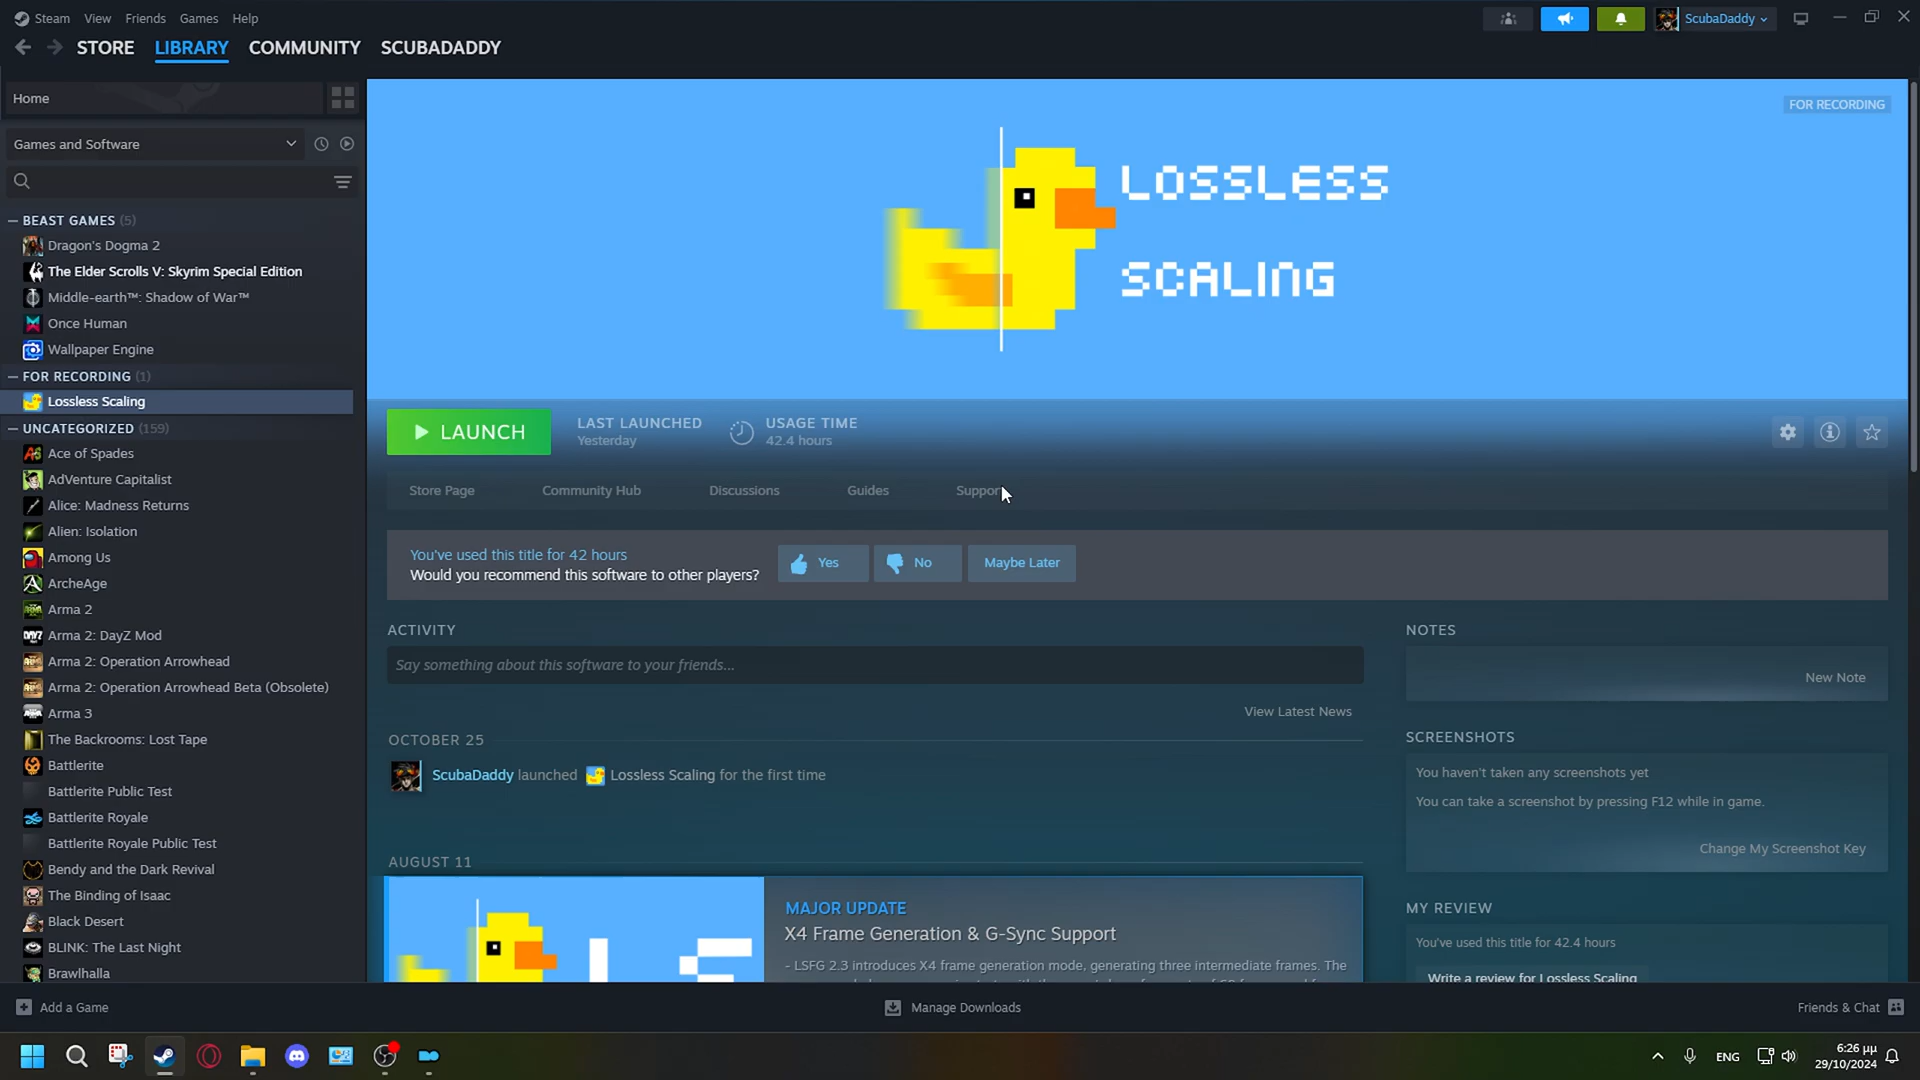 Steam View Friends Games Help
ScubaDaddy
STORE LIBRARY COMMUNITY SCUBADADDY
Home
Games and Software
BEAST GAMES (5)
Dragon's Dogma 2
The Elder Scrolls V: Skyrim Special Edition
Middle-earth™: Shadow of War™
Once Human
Wallpaper Engine
FOR RECORDING (1)
Lossless Scaling
UNCATEGORIZED (159)
Ace of Spades
AdVenture Capitalist
Alice: Madness Returns
Alien: Isolation
Among Us
ArcheAge
Arma 2
Arma 2: DayZ Mod
Arma 2: Operation Arrowhead
Arma 2: Operation Arrowhead Beta (Obsolete)
Arma 3
The Backrooms: Lost Tape
Battlerite
Battlerite Public Test
Battlerite Royale
Battlerite Royale Public Test
Bendy and the Dark Revival
The Binding of Isaac
Black Desert
BLINK: The Last Night
Brawlhalla
FOR RECORDING
LOSSLESS
SCALING
LAUNCH
LAST LAUNCHED
Yesterday
USAGE TIME
42.4 hours
Store Page Community Hub Discussions Guides Support
You've used this title for 42 hours
Would you recommend this software to other players?
Yes No Maybe Later
ACTIVITY
Say something about this software to your friends...
View Latest News
OCTOBER 25
ScubaDaddy launched Lossless Scaling for the first time
AUGUST 11
MAJOR UPDATE
X4 Frame Generation & G-Sync Support
- LSFG 2.3 introduces X4 frame generation mode, generating three intermediate frames. The
NOTES
New Note
SCREENSHOTS
You haven't taken any screenshots yet
You can take a screenshot by pressing F12 while in game.
Change My Screenshot Key
MY REVIEW
You've used this title for 42.4 hours
Write a review for Lossless Scaling
Add a Game
Manage Downloads
Friends & Chat
ENG
6:26 μμ
29/10/2024